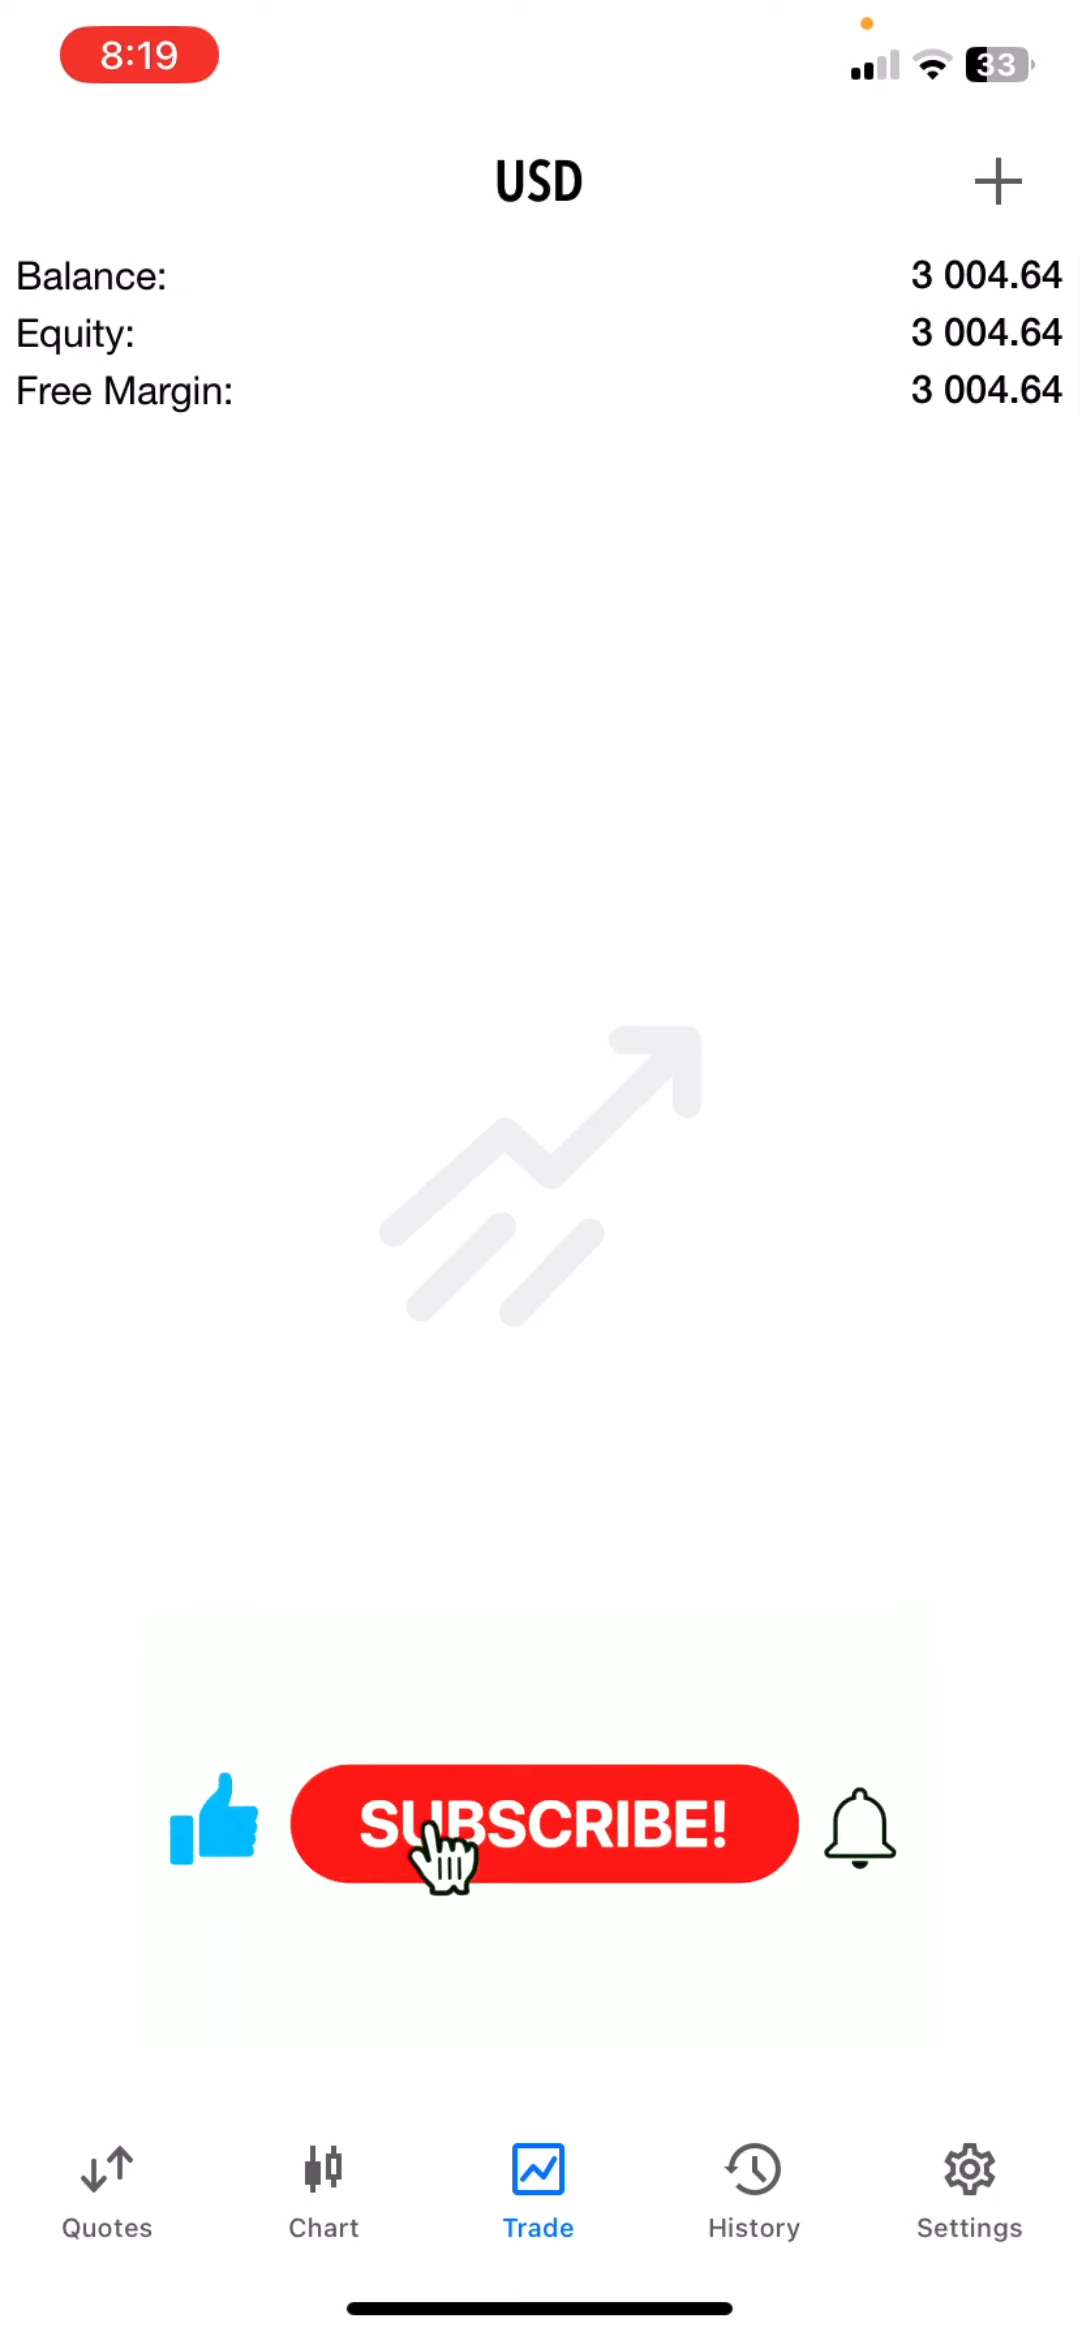 8:19
33
USD
Balance: 3 004.64
Equity: 3 004.64
Free Margin: 3 004.64
SUBSCRIBE!
Quotes Chart Trade History Settings